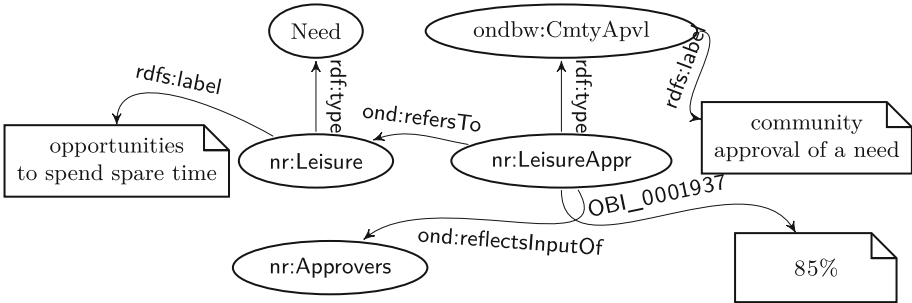 Need
ondbw:CmtyApvl
rdfs:label
rdf:type
rdf:type
rdfs:label
ond:refersTo
opportunities
to spend spare time
nr:Leisure
nr:LeisureAppr
community
approval of a need
OBI_0001937
ond:reflectsInputOf
nr:Approvers
85%